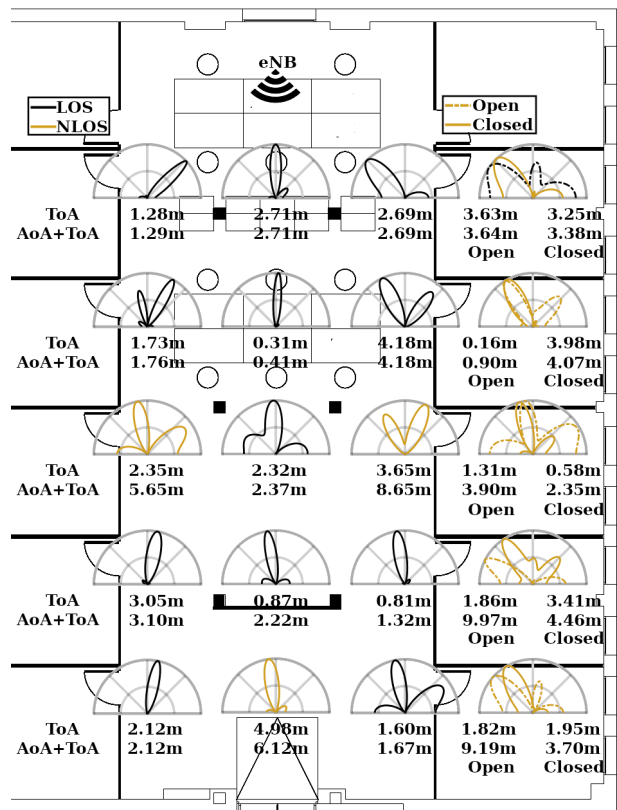 eNB
LOS
NLOS
Open
Closed
ToA 1.28m 2.71m 2.69m 3.63m 3.25m
AoA+ToA 1.29m 2.71m 2.69m 3.64m 3.38m
Open Closed
ToA 1.73m 0.31m 4.18m 0.16m 3.98m
AoA+ToA 1.76m 0.41m 4.18m 0.90m 4.07m
Open Closed
ToA 2.35m 2.32m 3.65m 1.31m 0.58m
AoA+ToA 5.65m 2.37m 8.65m 3.90m 2.35m
Open Closed
ToA 3.05m 0.87m 0.81m 1.86m 3.41m
AoA+ToA 3.10m 2.22m 1.32m 9.97m 4.46m
Open Closed
ToA 2.12m 4.98m 1.60m 1.82m 1.95m
AoA+ToA 2.12m 6.12m 1.67m 9.19m 3.70m
Open Closed